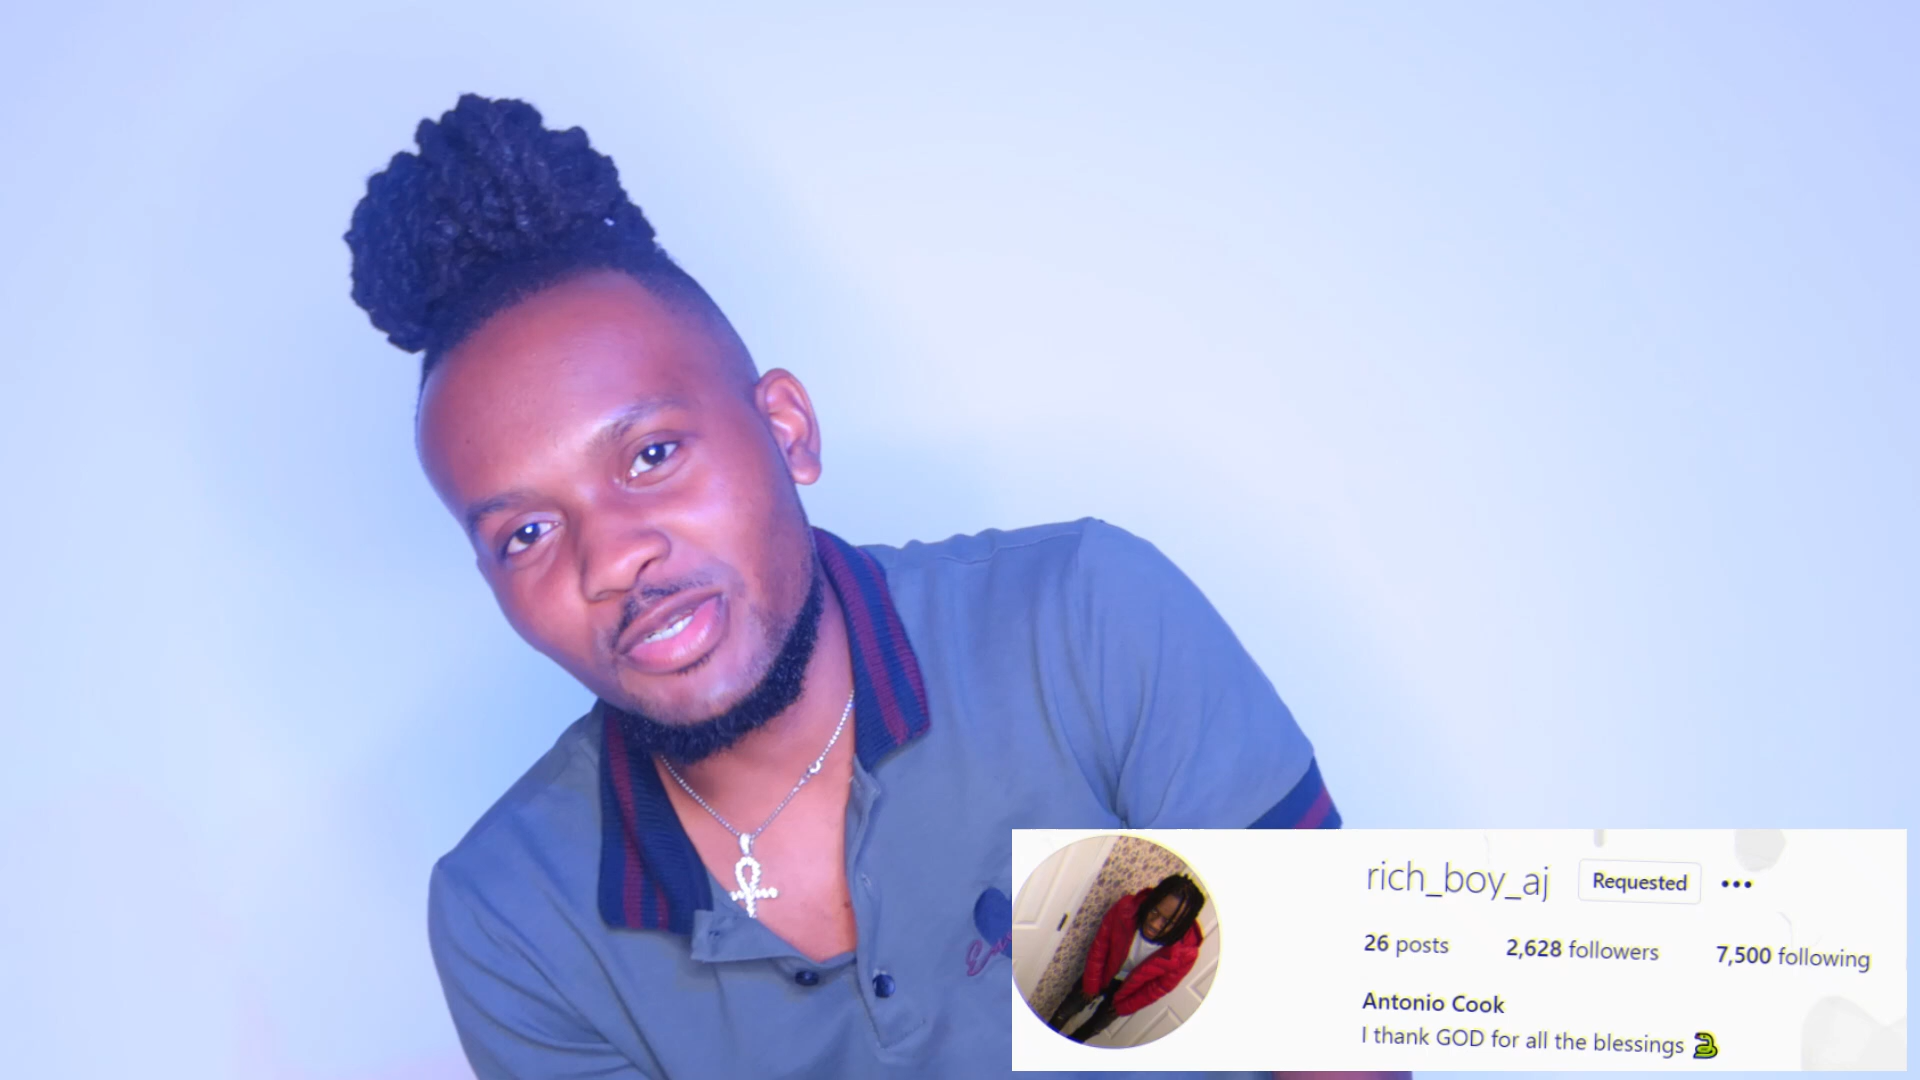 rich_boy_aj Requested
26 posts 2,628 followers 7,500 following
Antonio Cook
I thank GOD for all the blessings 🐍